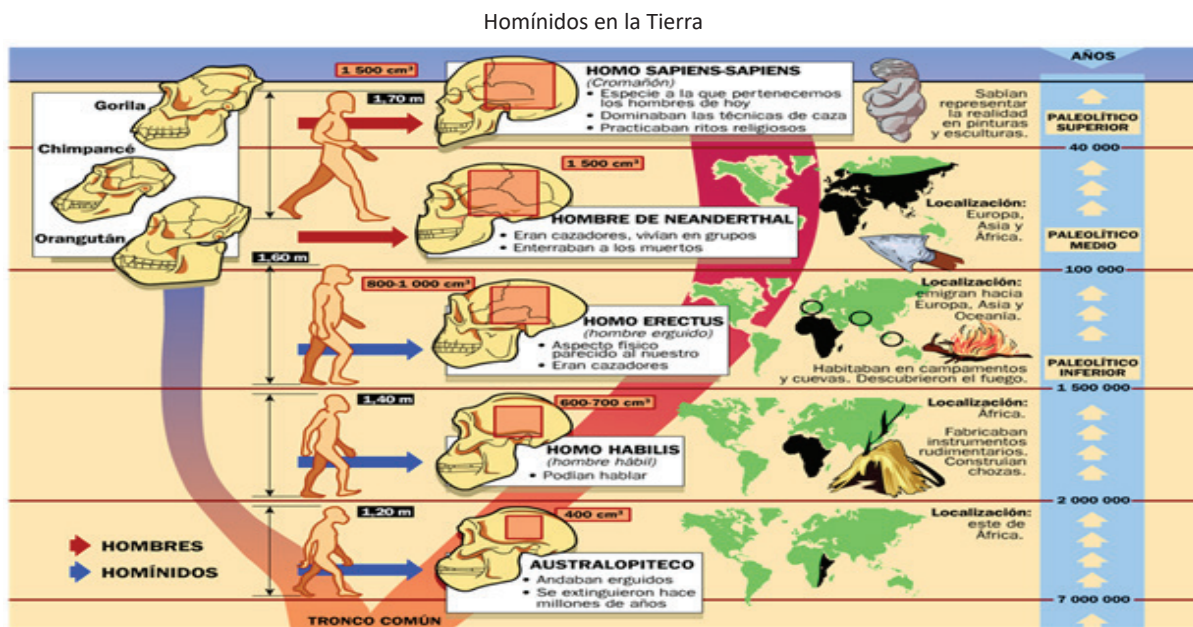 Homínidos en la Tierra
Gorila
Chimpancé
Orangután
1 500 cm³
1,70 m
HOMO SAPIENS-SAPIENS
(Cromañón)
• Especie a la que pertenecemos
los hombres de hoy
• Dominaban las técnicas de caza
• Practicaban ritos religiosos
Sabían
representar
la realidad
en pinturas
y esculturas.
AÑOS
PALEOLÍTICO
SUPERIOR
40 000
1 500 cm³
HOMBRE DE NEANDERTHAL
• Eran cazadores, vivían en grupos
• Enterraban a los muertos
Localización:
Europa,
Asia y
África.
PALEOLÍTICO
MEDIO
100 000
1,60 m
800-1 000 cm³
HOMO ERECTUS
(hombre erguido)
• Aspecto físico
parecido al nuestro
• Eran cazadores
Localización:
emigran hacia
Europa, Asia y
Oceanía.
Habitaban en campamentos
y cuevas. Descubrieron el fuego.
PALEOLÍTICO
INFERIOR
1 500 000
1,40 m
600-700 cm³
HOMO HABILIS
(hombre hábil)
• Podían hablar
Localización:
África.
Fabricaban
instrumentos
rudimentarios.
Construían
chozas.
2 000 000
1,20 m
400 cm³
AUSTRALOPITECO
• Andaban erguidos
• Se extinguieron hace
millones de años
Localización:
este de
África.
7 000 000
HOMBRES
HOMÍNIDOS
TRONCO COMÚN